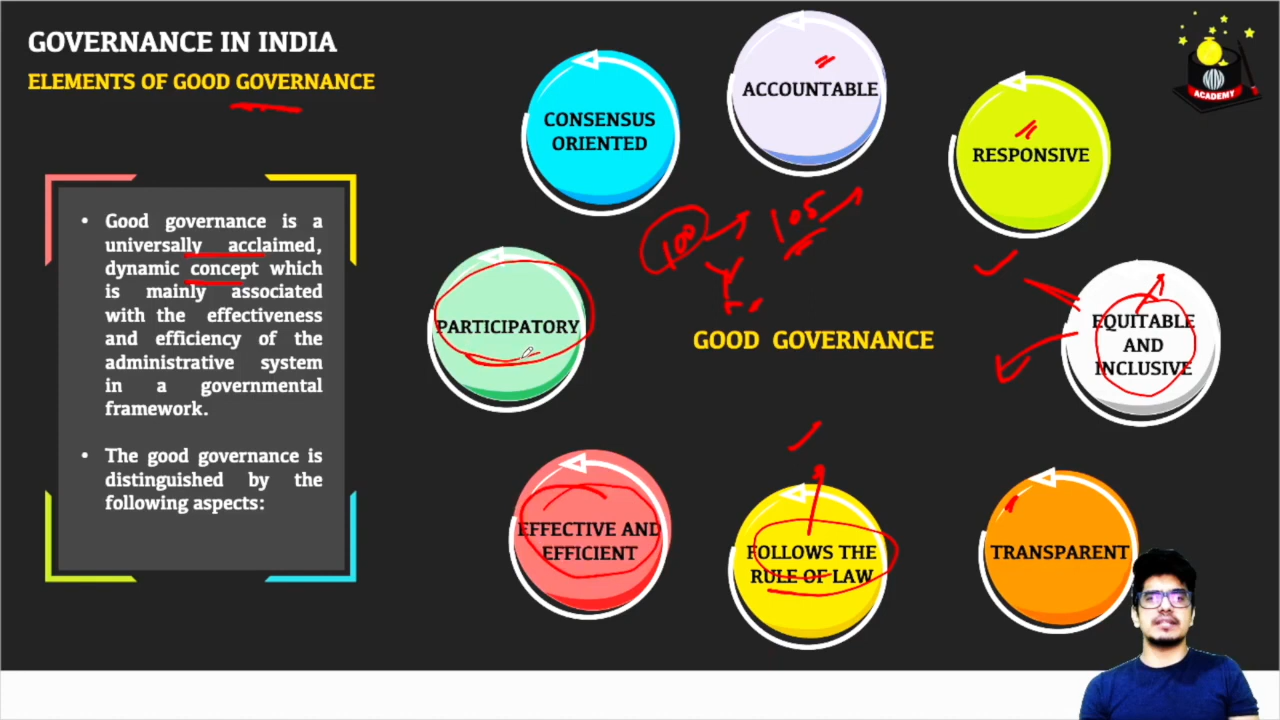 GOVERNANCE IN INDIA
ELEMENTS OF GOOD GOVERNANCE
• Good governance is a
universally acclaimed,
dynamic concept which
is mainly associated
with the effectiveness
and efficiency of the
administrative system
in a governmental
framework.
• The good governance is
distinguished by the
following aspects:
CONSENSUS
ORIENTED
ACCOUNTABLE
RESPONSIVE
100
105
PARTICIPATORY
GOOD GOVERNANCE
EQUITABLE
AND
INCLUSIVE
EFFECTIVE AND
EFFICIENT
FOLLOWS THE
RULE OF LAW
TRANSPARENT
ACADEMY